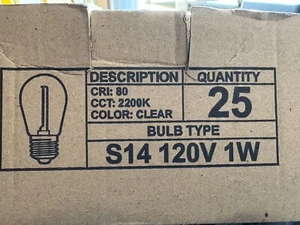 DESCRIPTION QUANTITY
CRI: 80
CCT: 2200K
COLOR: CLEAR
25
BULB TYPE
S14 120V 1W